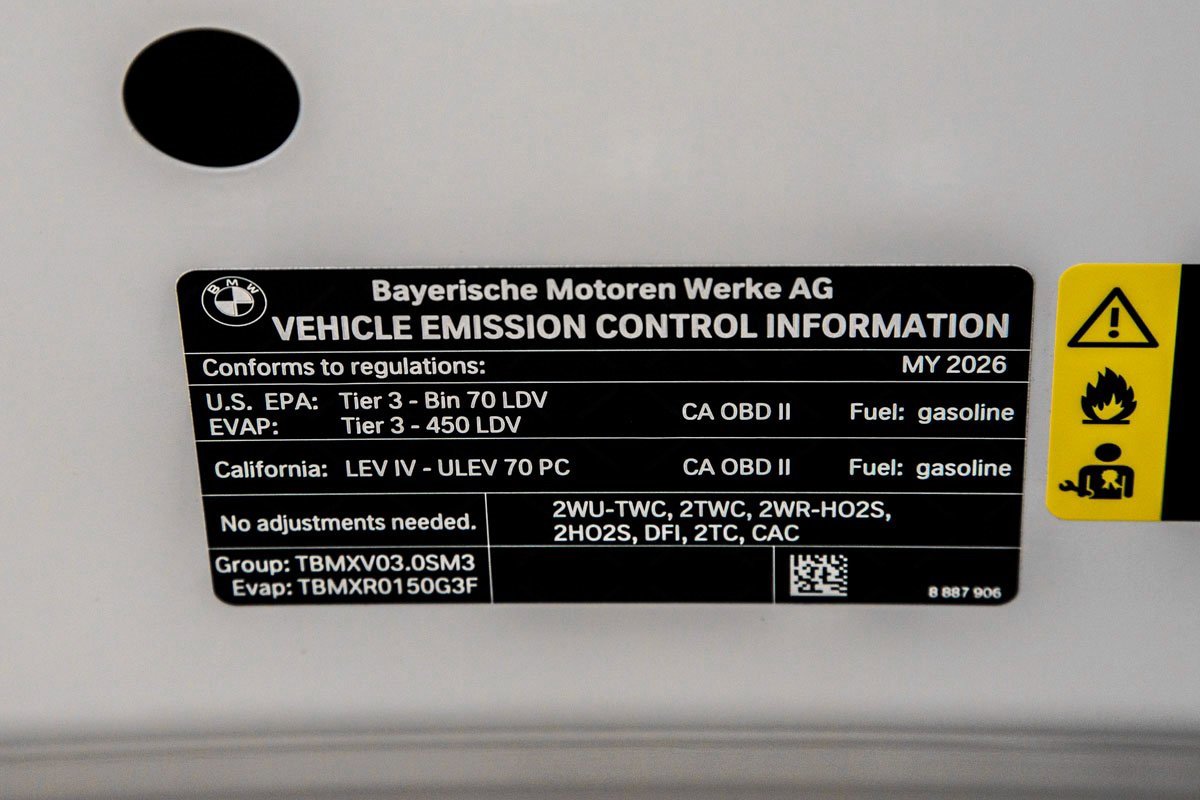 BMW
Bayerische Motoren Werke AG
VEHICLE EMISSION CONTROL INFORMATION
Conforms to regulations: MY 2026
U.S. EPA: Tier 3 - Bin 70 LDV
EVAP: Tier 3 - 450 LDV
CA OBD II Fuel: gasoline
California: LEV IV - ULEV 70 PC CA OBD II Fuel: gasoline
No adjustments needed.
2WU-TWC, 2TWC, 2WR-HO2S,
2HO2S, DFI, 2TC, CAC
Group: TBMXV03.0SM3
Evap: TBMXR0150G3F
8 887 906